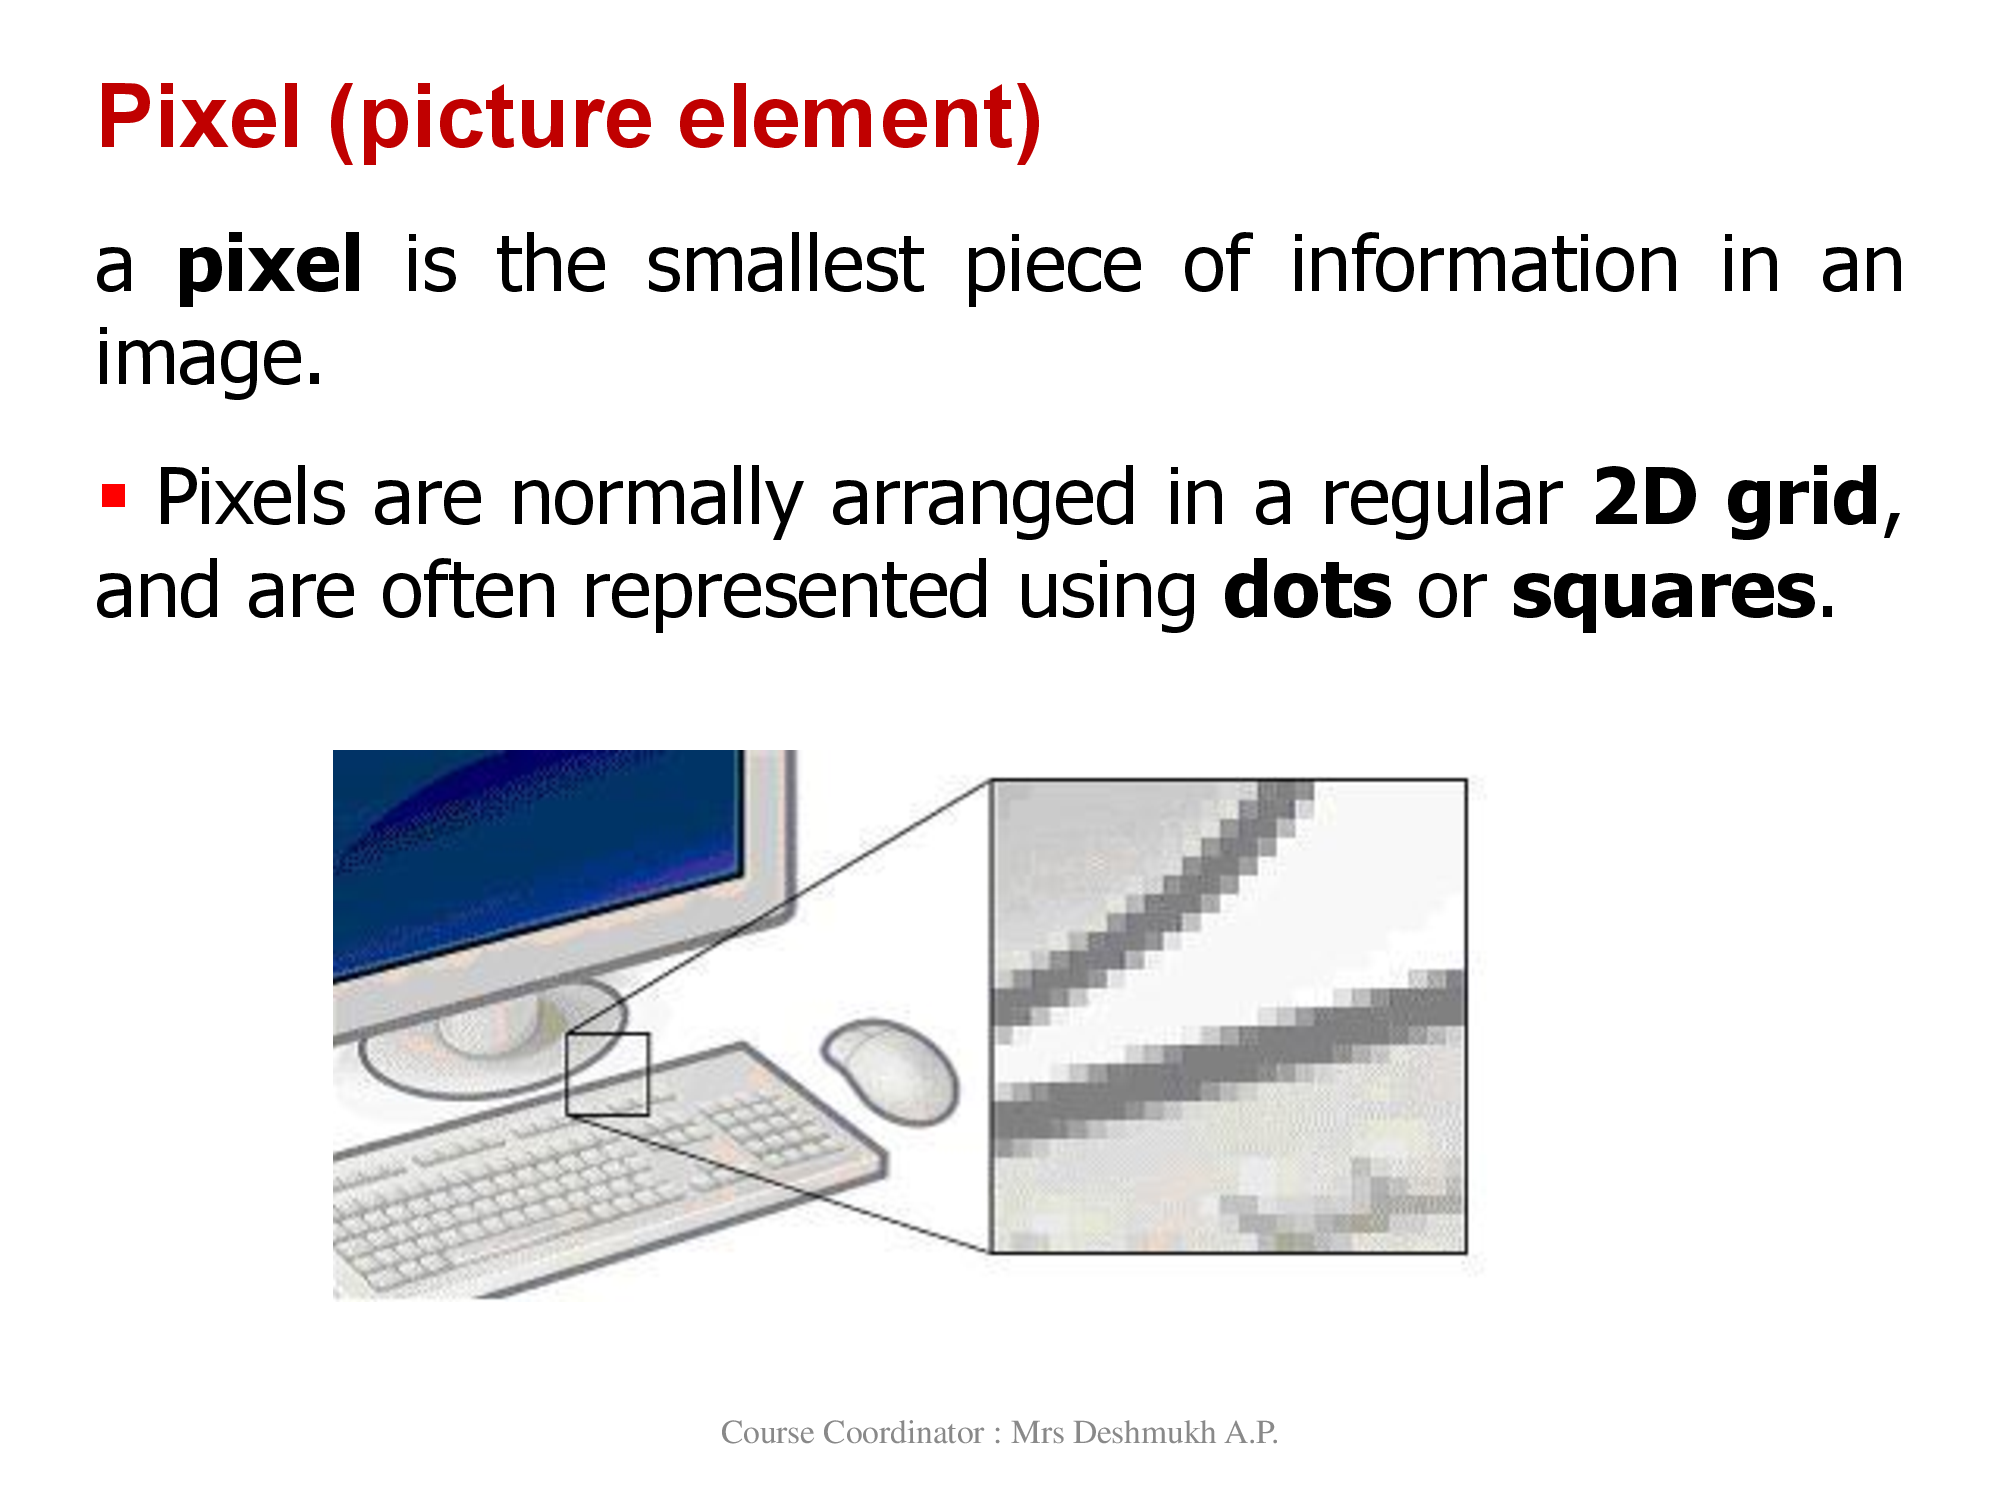 Pixel (picture element)
a pixel is the smallest piece of information in an
image.
▪ Pixels are normally arranged in a regular 2D grid,
and are often represented using dots or squares.
Course Coordinator : Mrs Deshmukh A.P.